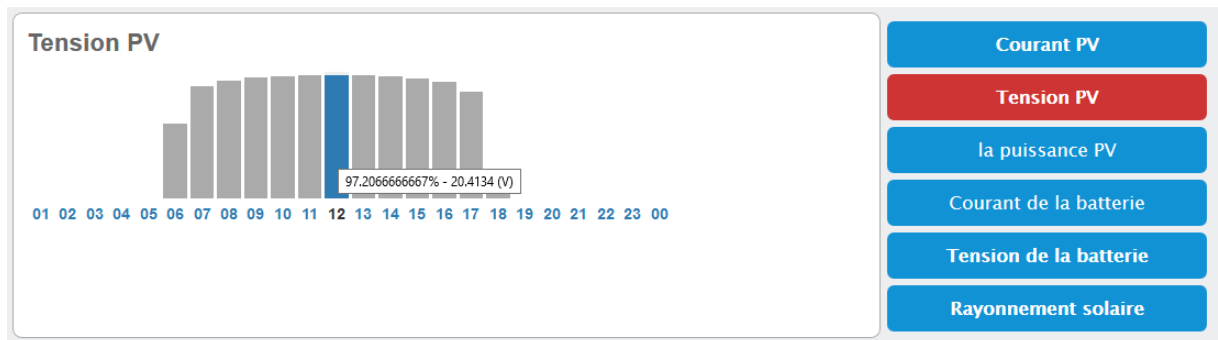 Tension PV
97.2066666667% - 20.4134 (V)
01 02 03 04 05 06 07 08 09 10 11 12 13 14 15 16 17 18 19 20 21 22 23 00
Courant PV
Tension PV
la puissance PV
Courant de la batterie
Tension de la batterie
Rayonnement solaire